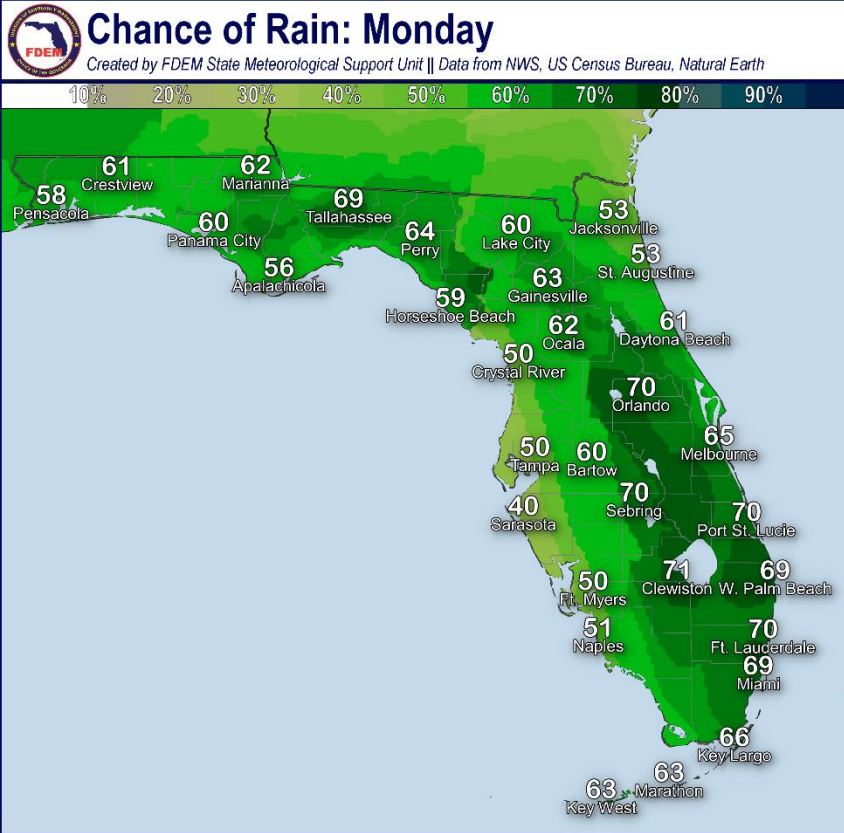 FDEM
Chance of Rain: Monday
Created by FDEM State Meteorological Support Unit || Data from NWS, US Census Bureau, Natural Earth
10% 20% 30% 40% 50% 60% 70% 80% 90%
61
Crestview
62
Marianna
58
Pensacola
69
Tallahassee
60
Panama City
64
Perry
60
Lake City
53
Jacksonville
56
Apalachicola
53
St. Augustine
63
Gainesville
59
Horseshoe Beach
62
Ocala
61
Daytona Beach
50
Crystal River
70
Orlando
50
Tampa
60
Bartow
65
Melbourne
40
Sarasota
70
Sebring
70
Port St. Lucie
50
Ft. Myers
71
Clewiston
69
W. Palm Beach
51
Naples
70
Ft. Lauderdale
69
Miami
66
Key Largo
63
Marathon
63
Key West